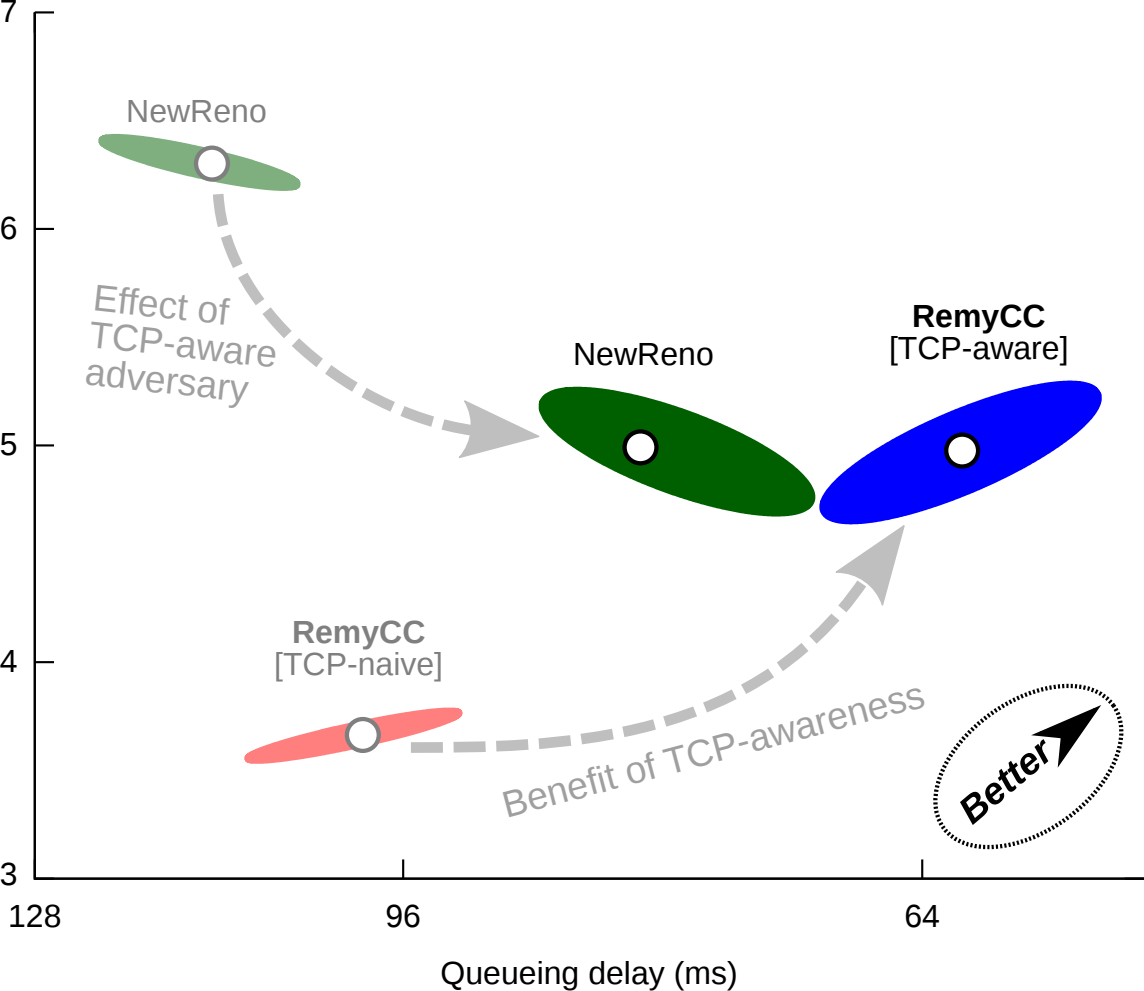 7
NewReno
6
Effect of
TCP-aware
adversary
RemyCC
[TCP-aware]
NewReno
5
RemyCC
[TCP-naive]
4
Benefit of TCP-awareness
Better
3
128
96
64
Queueing delay (ms)